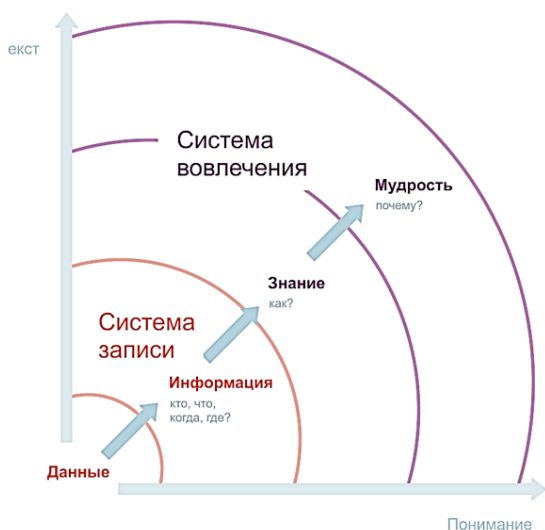 екст
Система
вовлечения
Мудрость
почему?
Знание
как?
Система
записи
Информация
кто, что,
когда, где?
Данные
Понимание